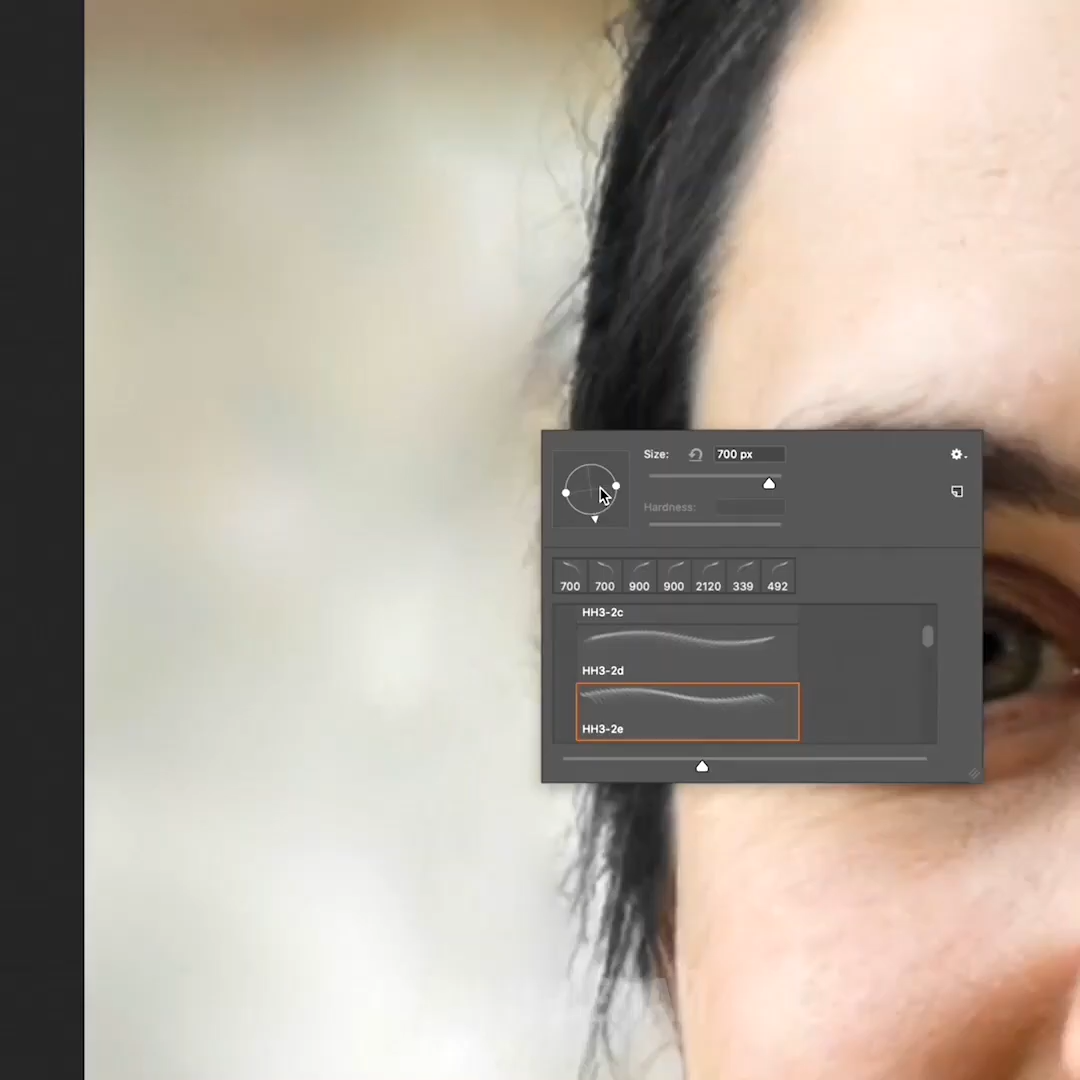 Size: 700 px
Hardness:
700 700 900 900 2120 339 492
HH3-2c
HH3-2d
HH3-2e